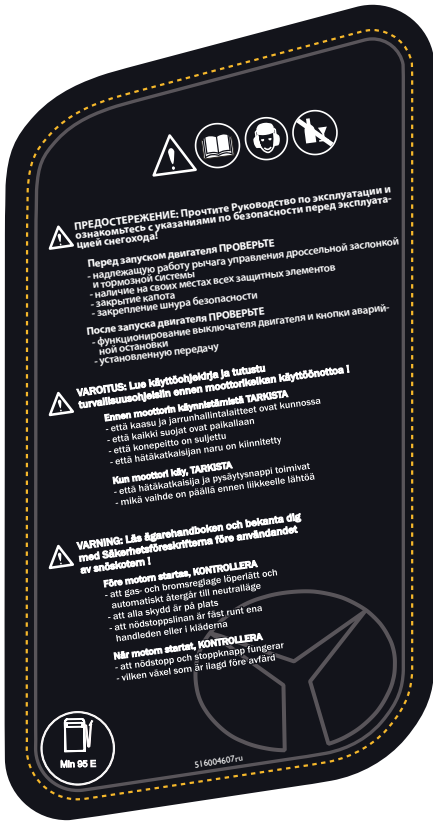 ПРЕДОСТЕРЕЖЕНИЕ: Прочтите Руководство по эксплуатации и
ознакомьтесь с указаниями по безопасности перед эксплуата-
цией снегохода!
Перед запуском двигателя ПРОВЕРЬТЕ
- надлежащую работу рычага управления дроссельной заслонкой
и тормозной системы
- наличие на своих местах всех защитных элементов
- закрытие капота
- закрепление шнура безопасности
После запуска двигателя ПРОВЕРЬТЕ
- функционирование выключателя двигателя и кнопки аварий-
ной остановки
- установленную передачу
VAROITUS: Lue käyttöohjekirja ja tutustu
turvallisuusohjeisiin ennen moottorikelkan käyttöönottoa !
Ennen moottorin käynnistämistä TARKISTA
- että kaasu ja jarrunhallintalaitteet ovat kunnossa
- että kaikki suojat ovat paikallaan
- että konepeitto on suljettu
- että hätäkatkaisijan naru on kiinnitetty
Kun moottori käy, TARKISTA
- että hätäkatkaisija ja pysäytysnappi toimivat
- mikä vaihde on päällä ennen liikkeelle lähtöä
VARNING: Läs ägarehandboken och bekanta dig
med Säkerhetsföreskrifterna före användandet
av snöskotern !
Före motorn startas, KONTROLLERA
- att gas- och bromsreglage löperlätt och
automatiskt återgår till neutralläge
- att alla skydd är på plats
- att nödstoppslinan är fäst runt ena
handleden eller i kläderna
När motorn startat, KONTROLLERA
- att nödstopp och stoppknapp fungerar
- vilken växel som är ilagd före avfärd
Min 95 E
516004607ru